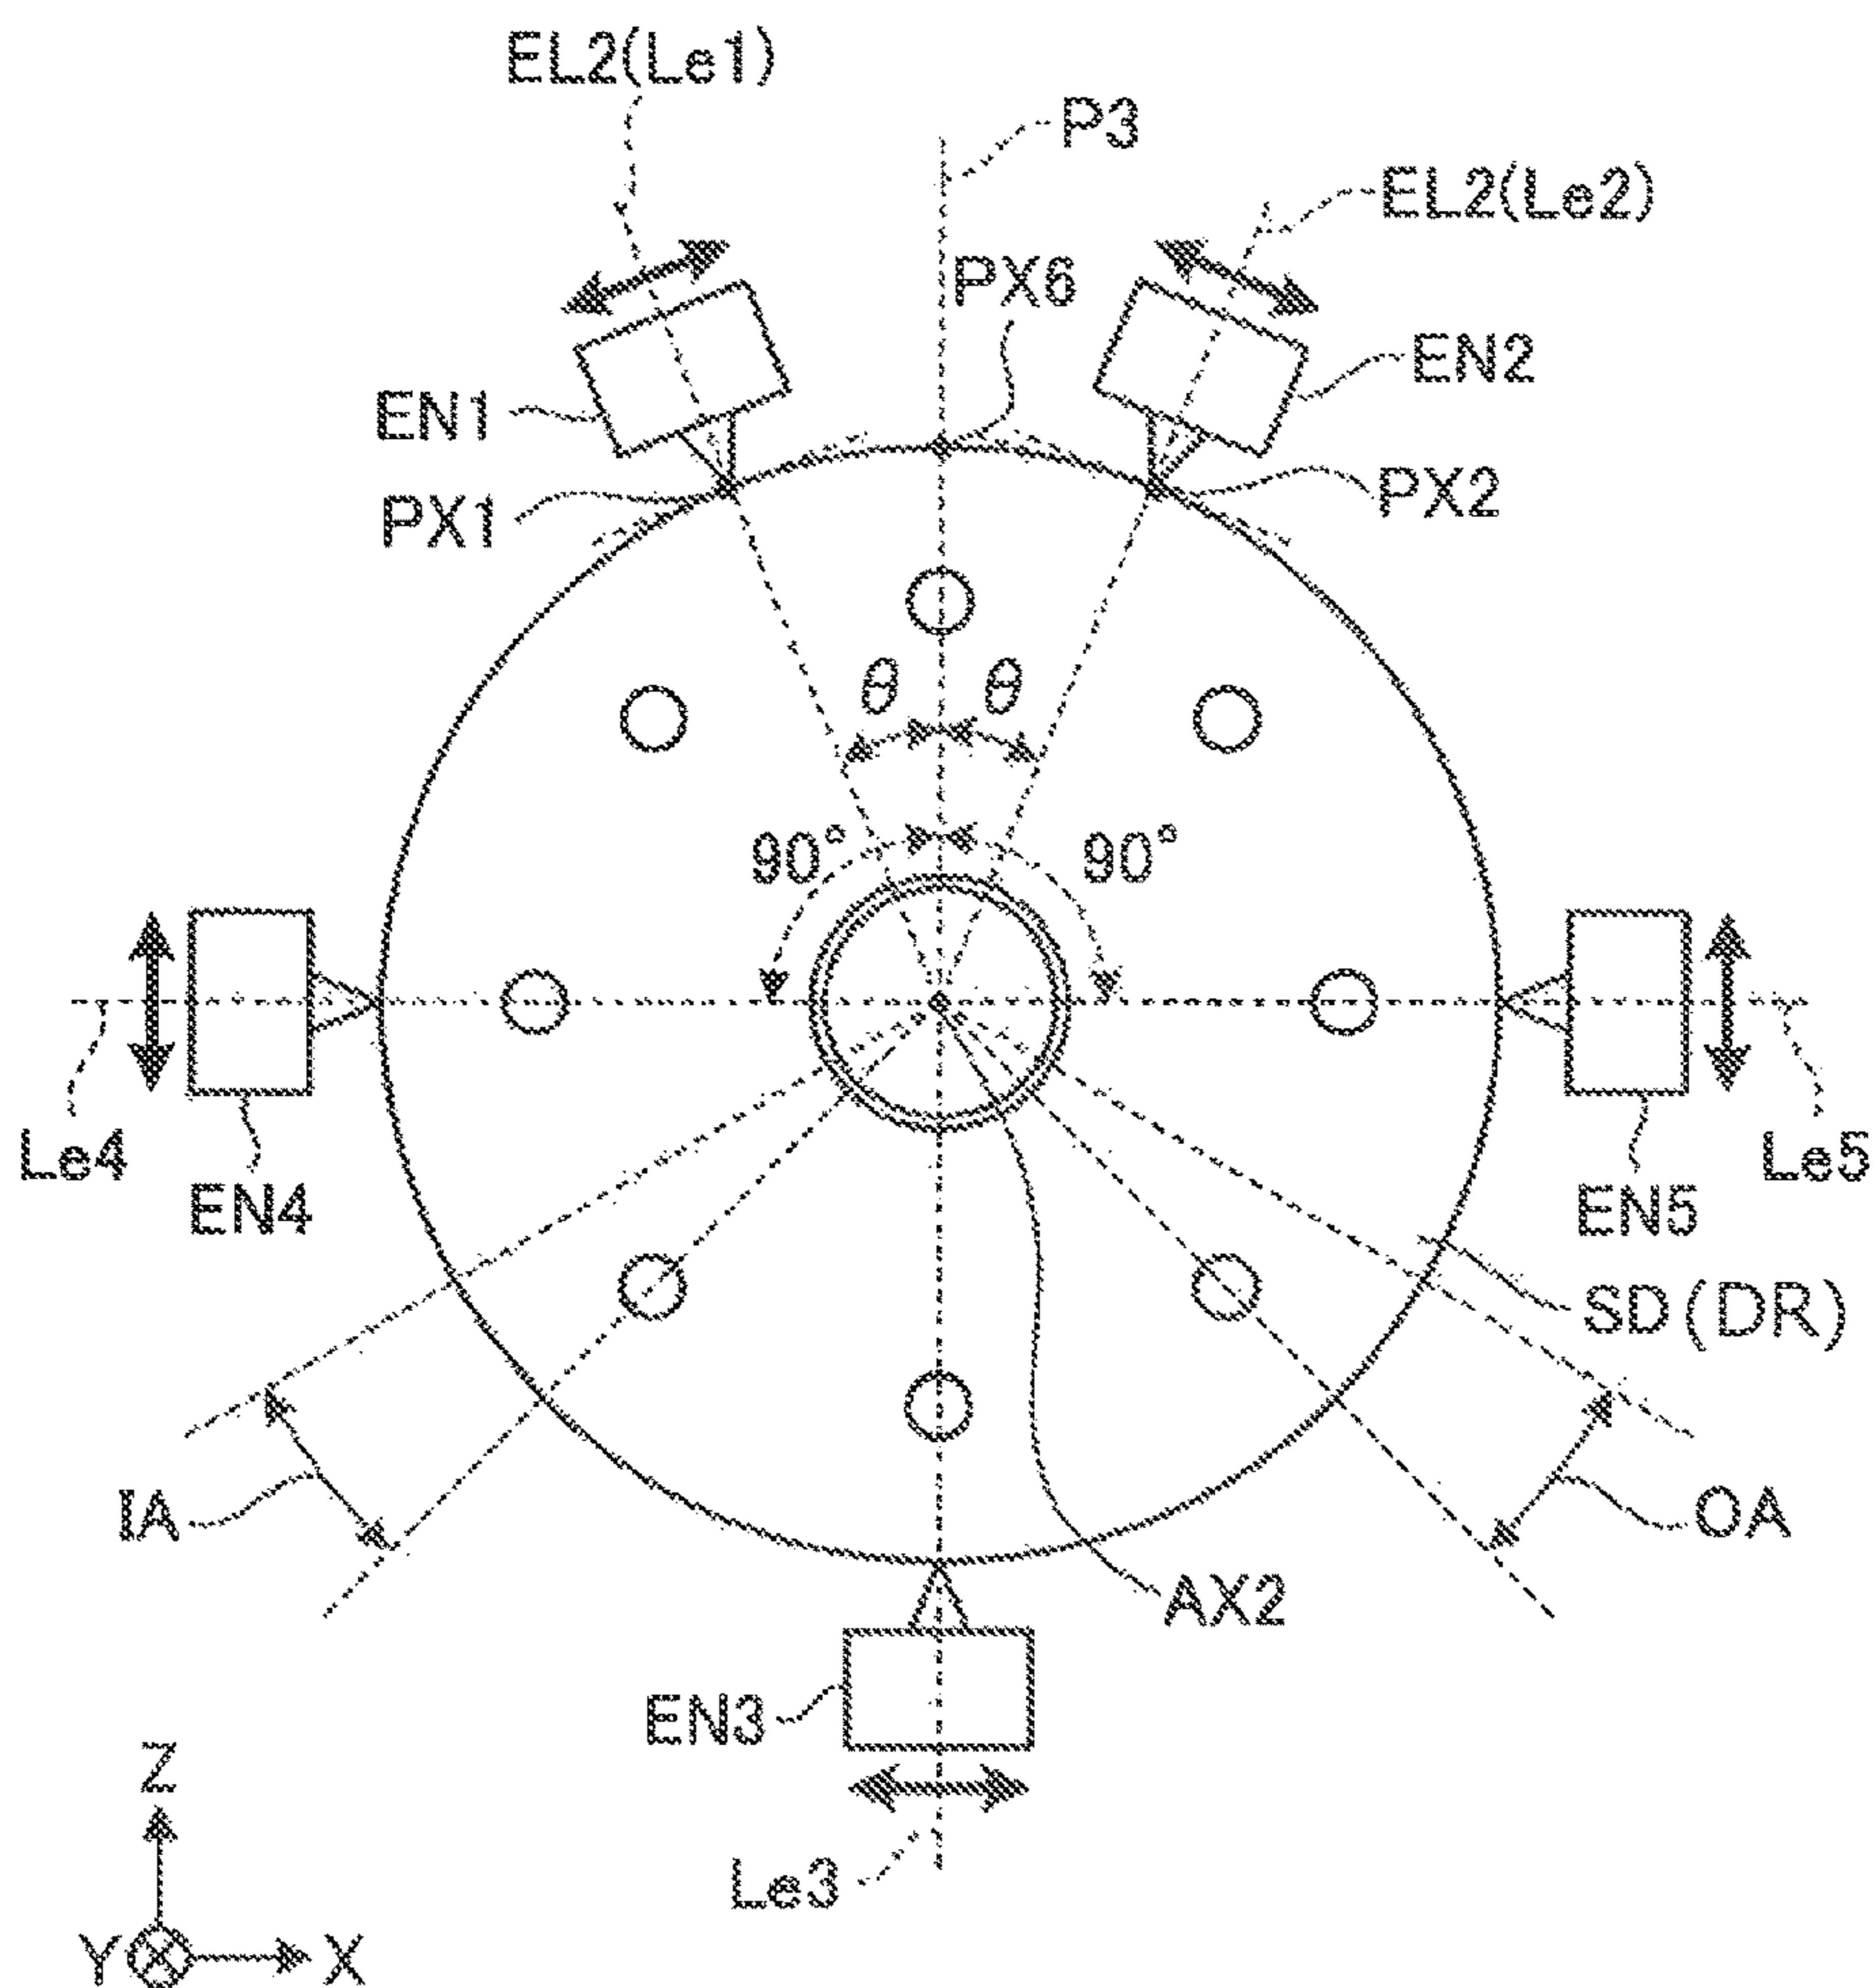 EL2(Le1)
P3
EL2(Le2)
PX6
EN1
EN2
PX1
PX2
θ
θ
90°
90°
Le4
EN4
Le5
EN5
SD(DR)
IA
OA
AX2
EN3
Le3
Z
Y
X